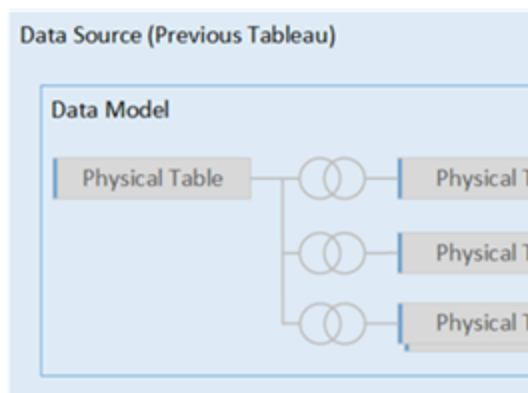 Data Source (Previous Tableau)
Data Model
Physical Table
Physical T
Physical T
Physical T